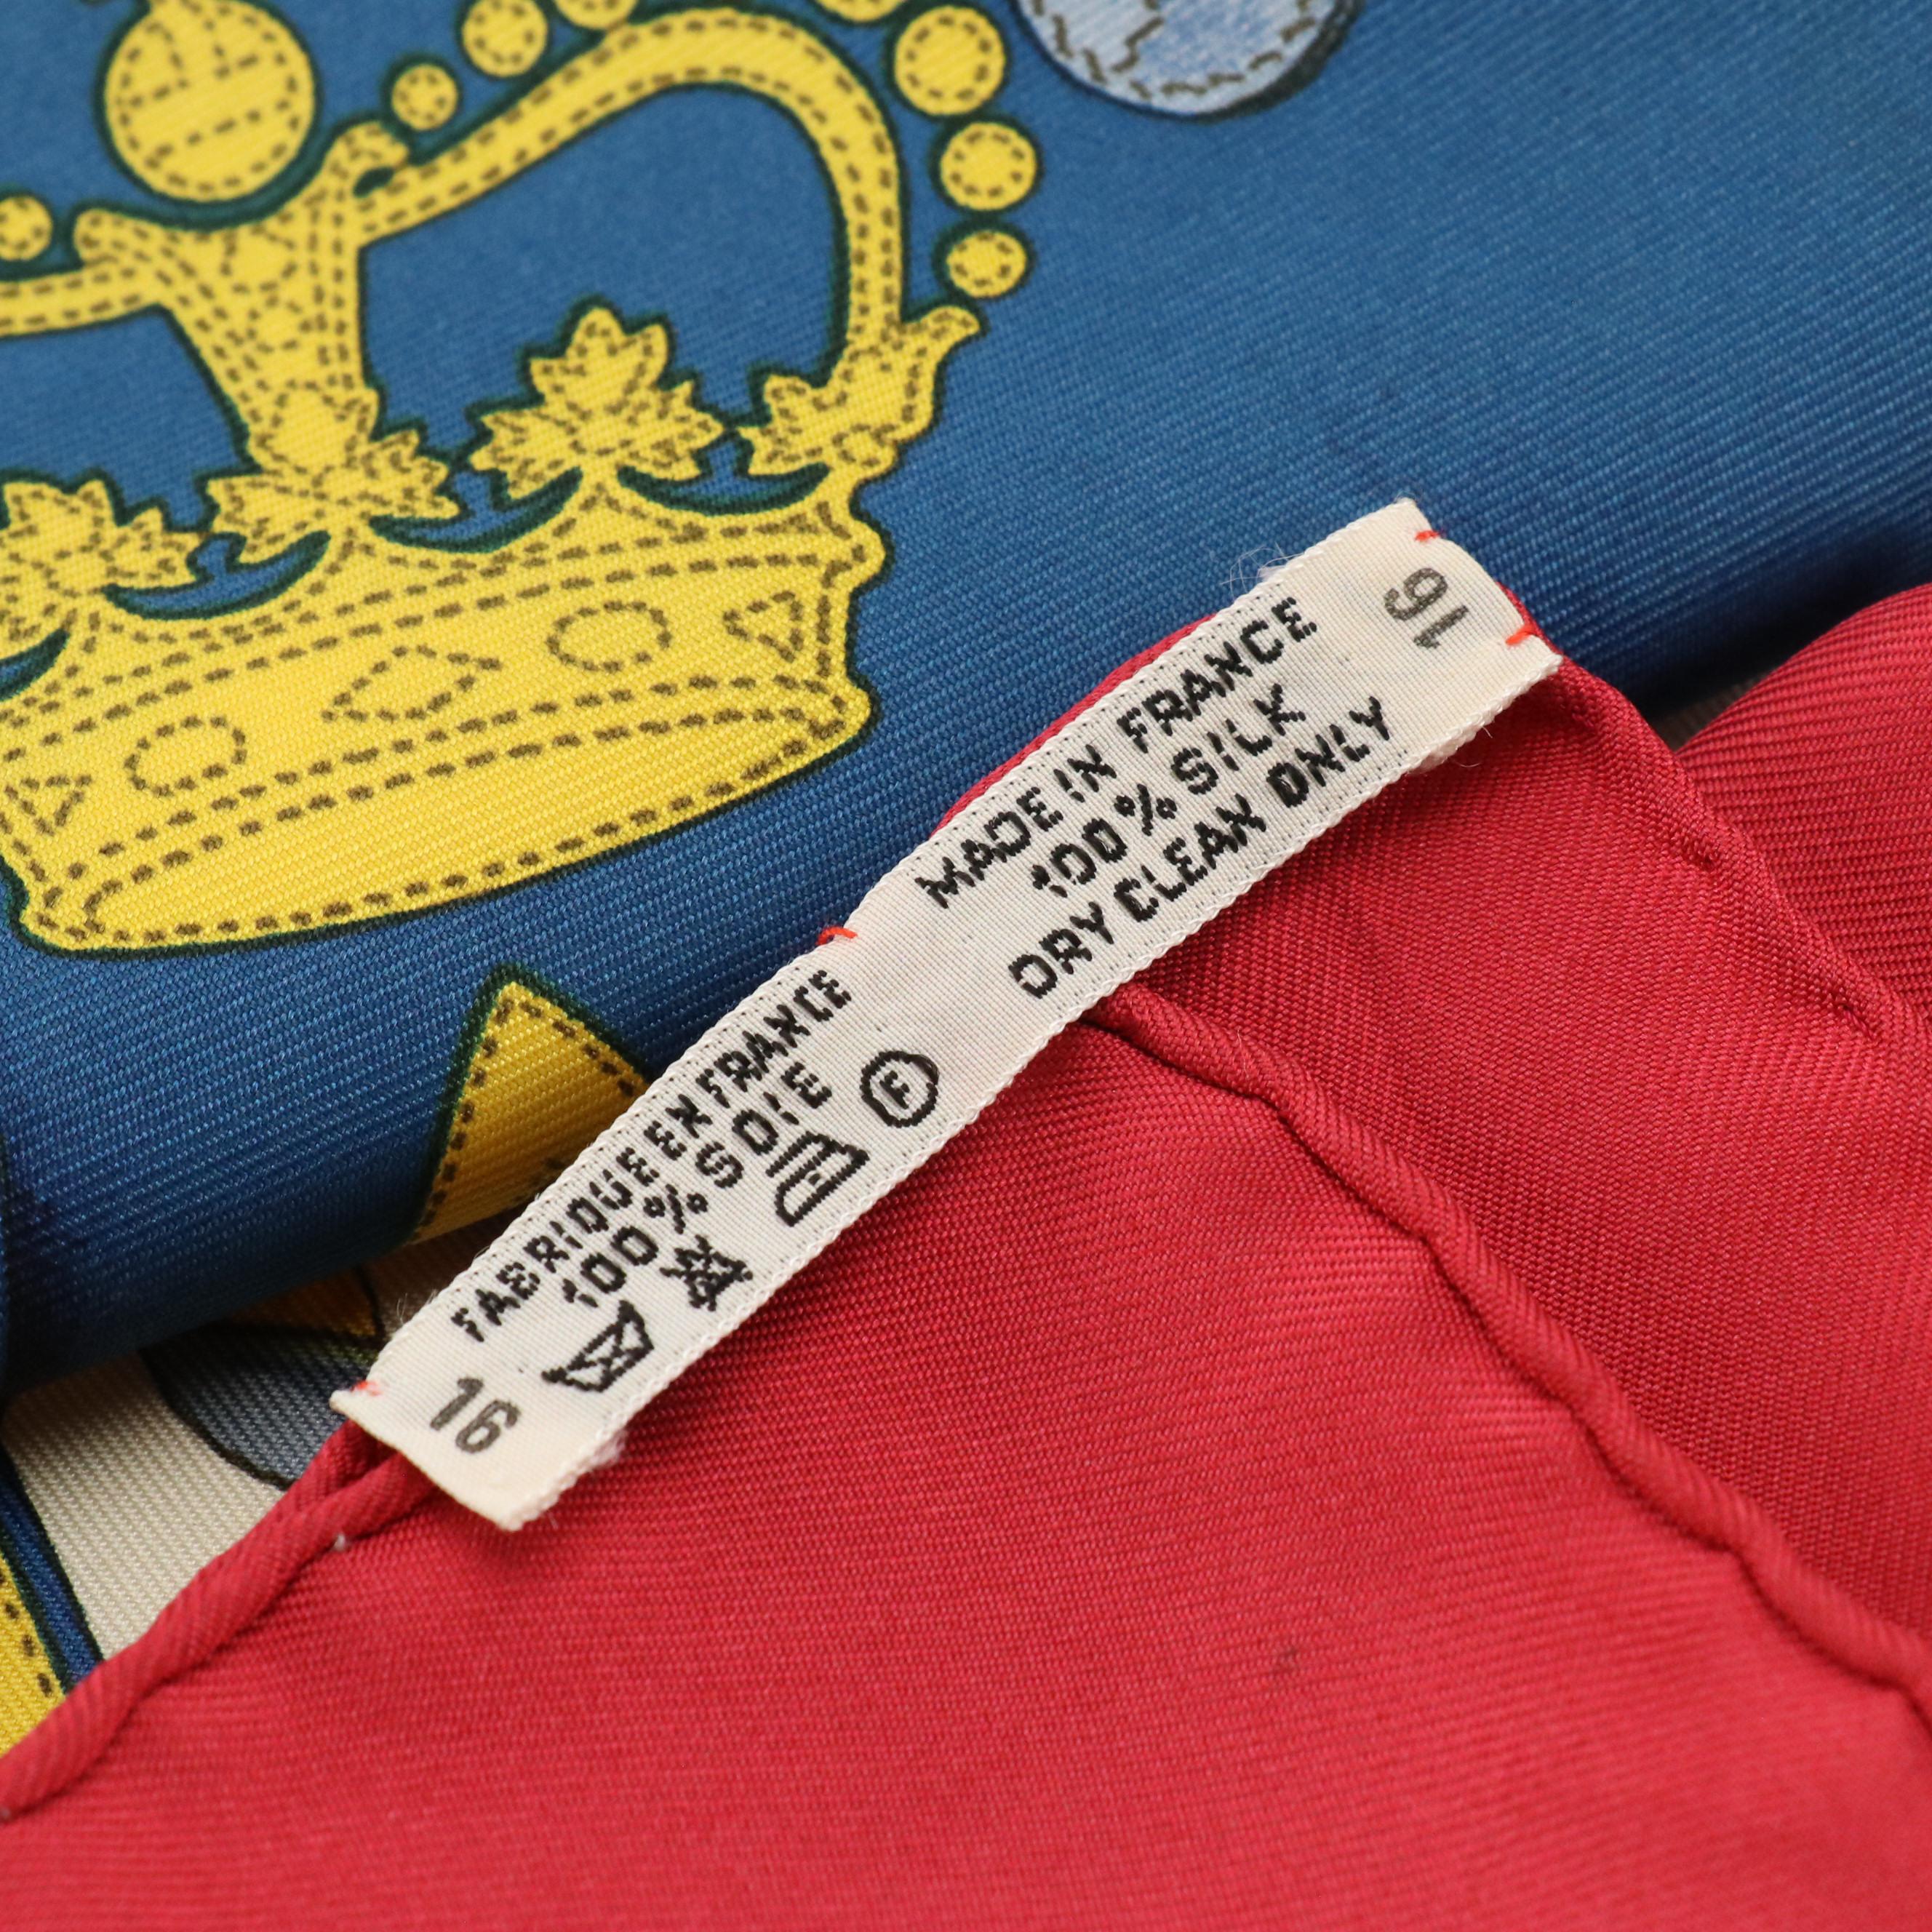 16
FABRIQUE EN FRANCE
100% SOIE
F
MADE IN FRANCE
100% SILK
DRY CLEAN ONLY
16